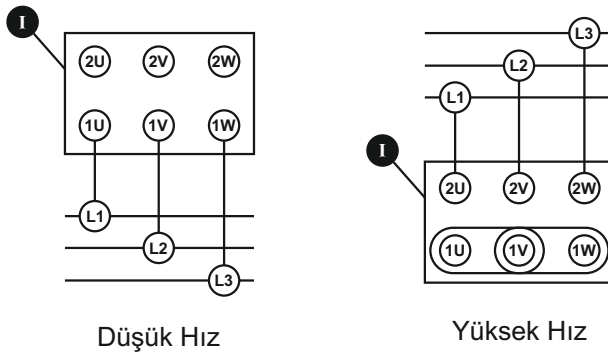 I
2U 2V 2W
1U 1V 1W
L1
L2
L3
Düşük Hız
L3
L2
L1
I
2U 2V 2W
1U 1V 1W
Yüksek Hız